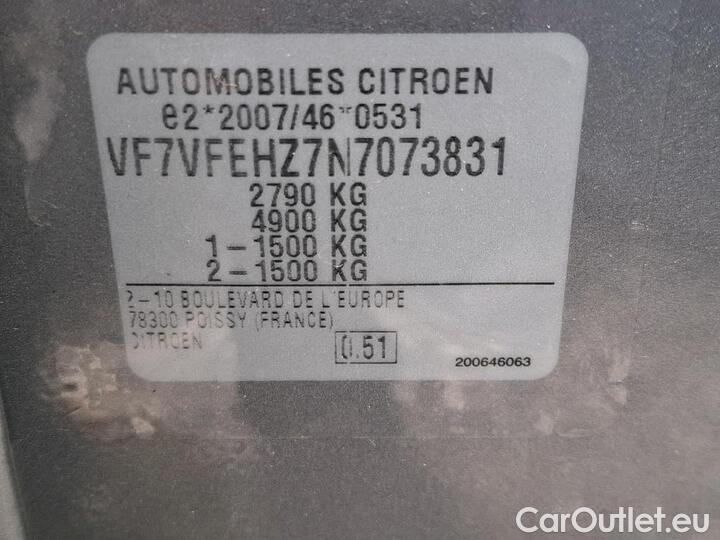 AUTOMOBILES CITROEN
e2*2007/46*0531
VF7VFEHZ7N7073831
2790 KG
4900 KG
1-1500 KG
2-1500 KG
2-10 BOULEVARD DE L'EUROPE
78300 POISSY (FRANCE)
CITROEN
0.51
200646063
CarOutlet.eu